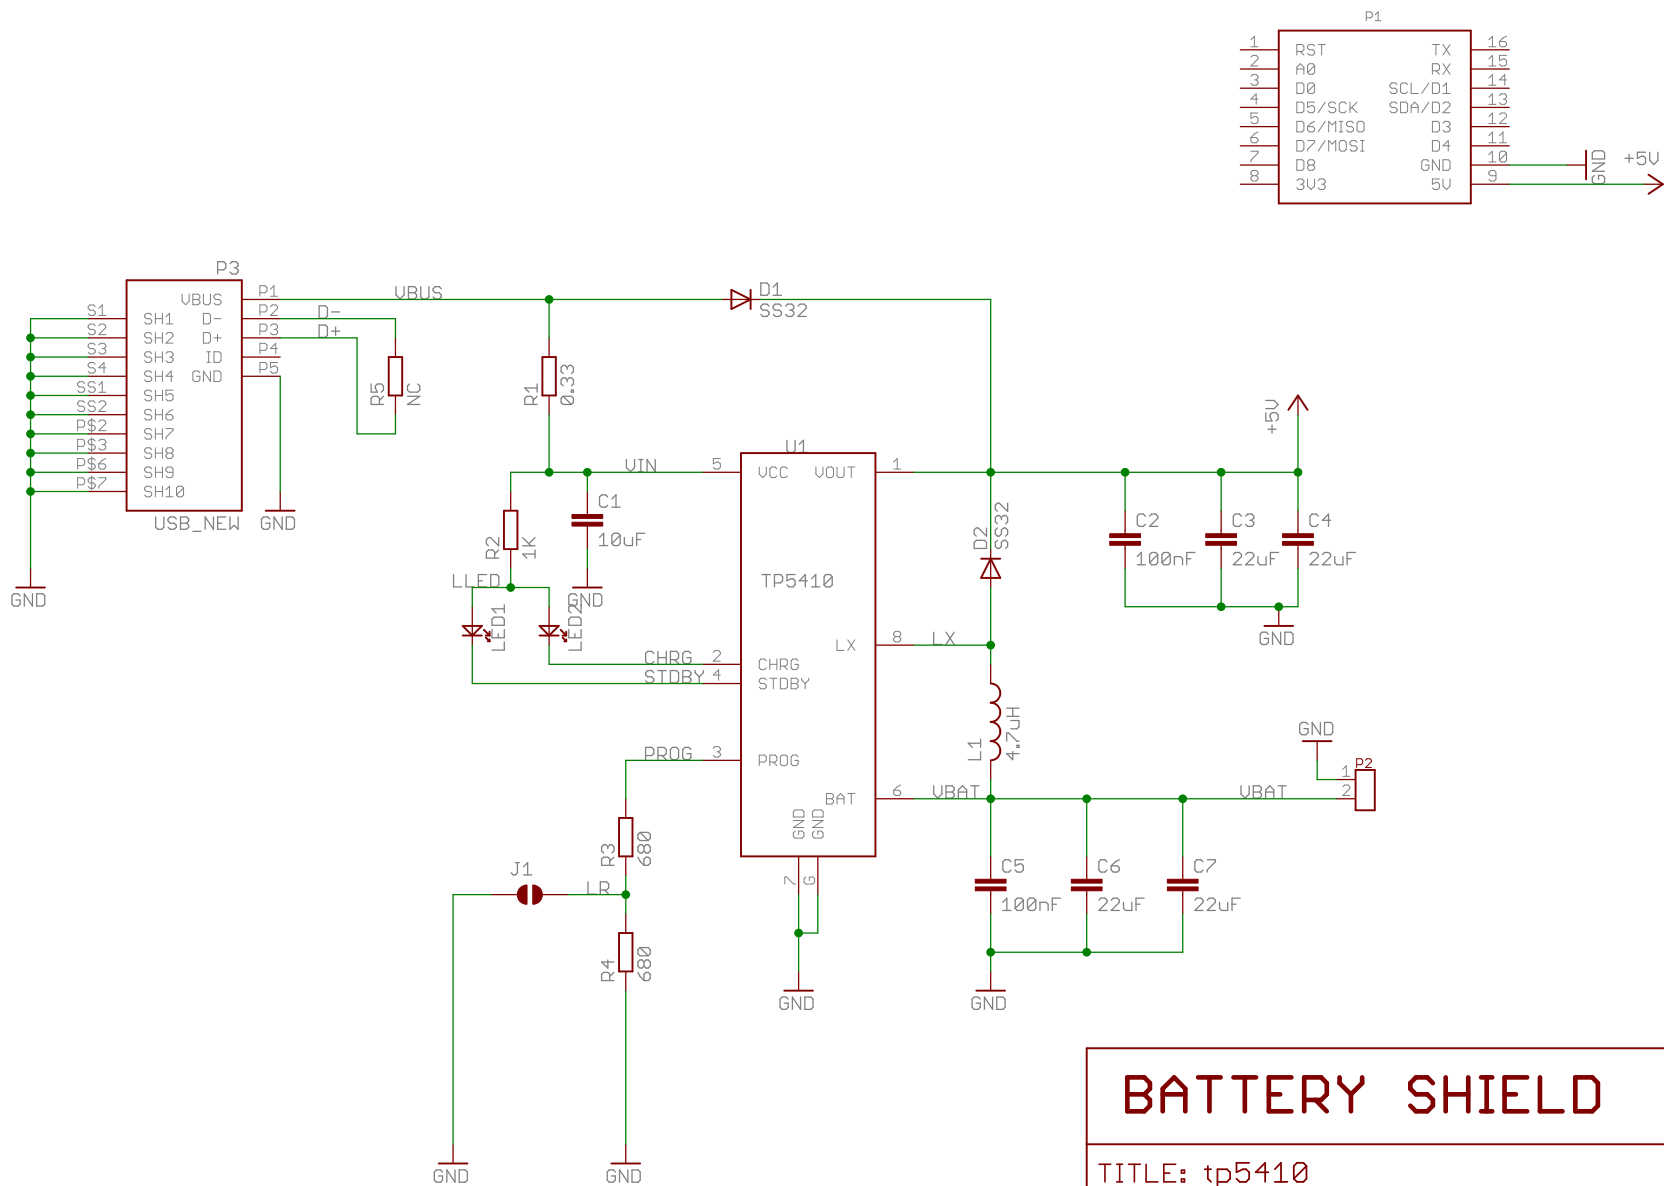 P1
1 RST TX 16
2 A0 RX 15
3 D0 SCL/D1 14
4 D5/SCK SDA/D2 13
5 D6/MISO D3 12
6 D7/MOSI D4 11
7 D8 GND 10 GND +5V
8 3V3 5V 9
P3
S1 SH1
S2 SH2
S3 SH3
S4 SH4
SS1 SH5
SS2 SH6
P$2 SH7
P$3 SH8
P$6 SH9
P$7 SH10
VBUS P1
D- P2
D+ P3
ID P4
GND P5
USB_NEW
GND
GND
VBUS
D-
D+
R5
NC
D1
SS32
R1
0.33
VIN
R2
1K
C1
10uF
GND
LLED
LED1
LED2
CHRG
STDBY
PROG
U1
5 VCC VOUT 1
TP5410
LX 8
2 CHRG
4 STDBY
3 PROG
BAT 6
GND
GND
7
G
GND
LX
D2
SS32
+5V
C2
100nF
C3
22uF
C4
22uF
GND
L1
4.7uH
VBAT
VBAT
GND
P2
1
2
C5
100nF
C6
22uF
C7
22uF
GND
R3
680
J1
LR
R4
680
GND
GND
BATTERY SHIELD
TITLE: tp5410